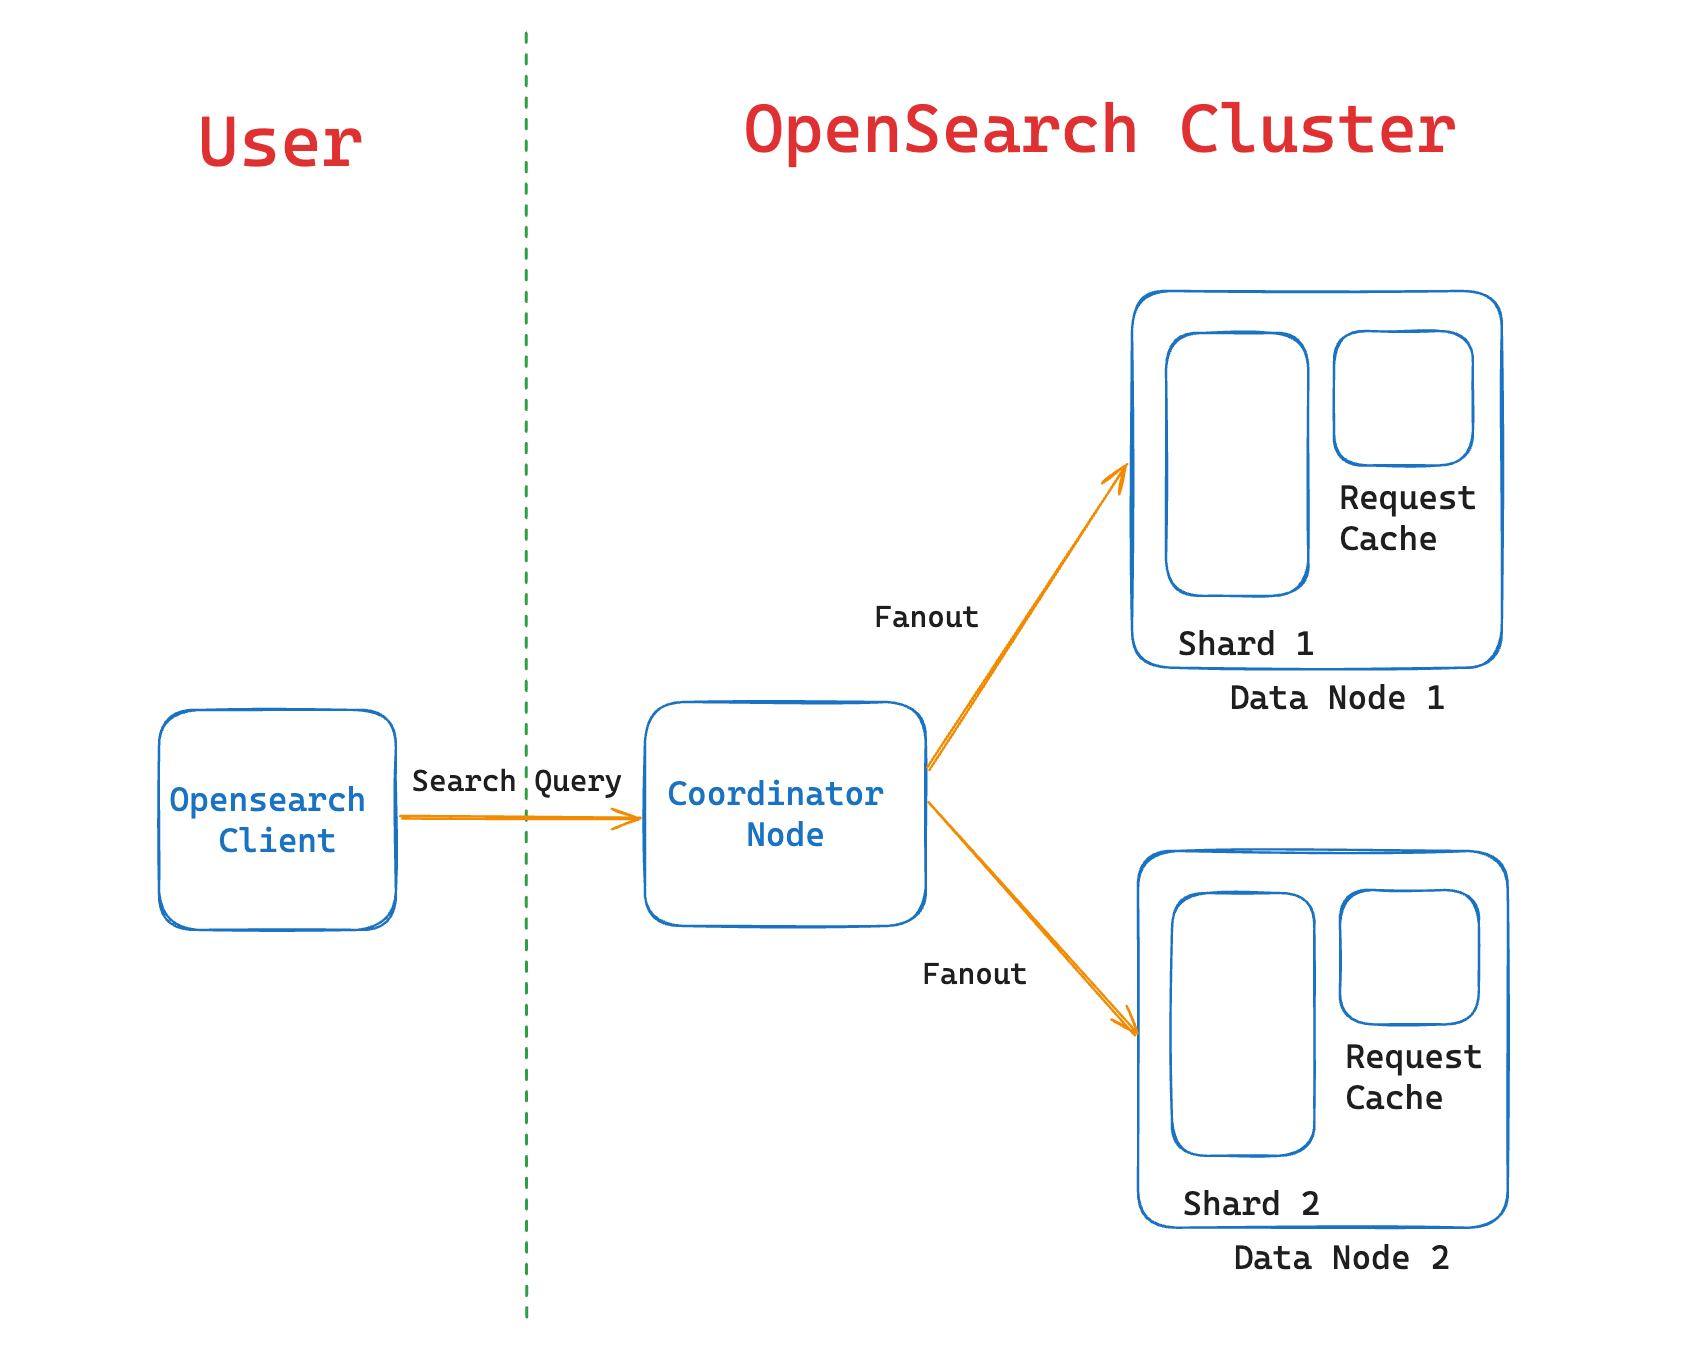 User
OpenSearch Cluster
Request
Cache
Fanout
Shard 1
Data Node 1
Search Query
Opensearch
Client
Coordinator
Node
Fanout
Request
Cache
Shard 2
Data Node 2